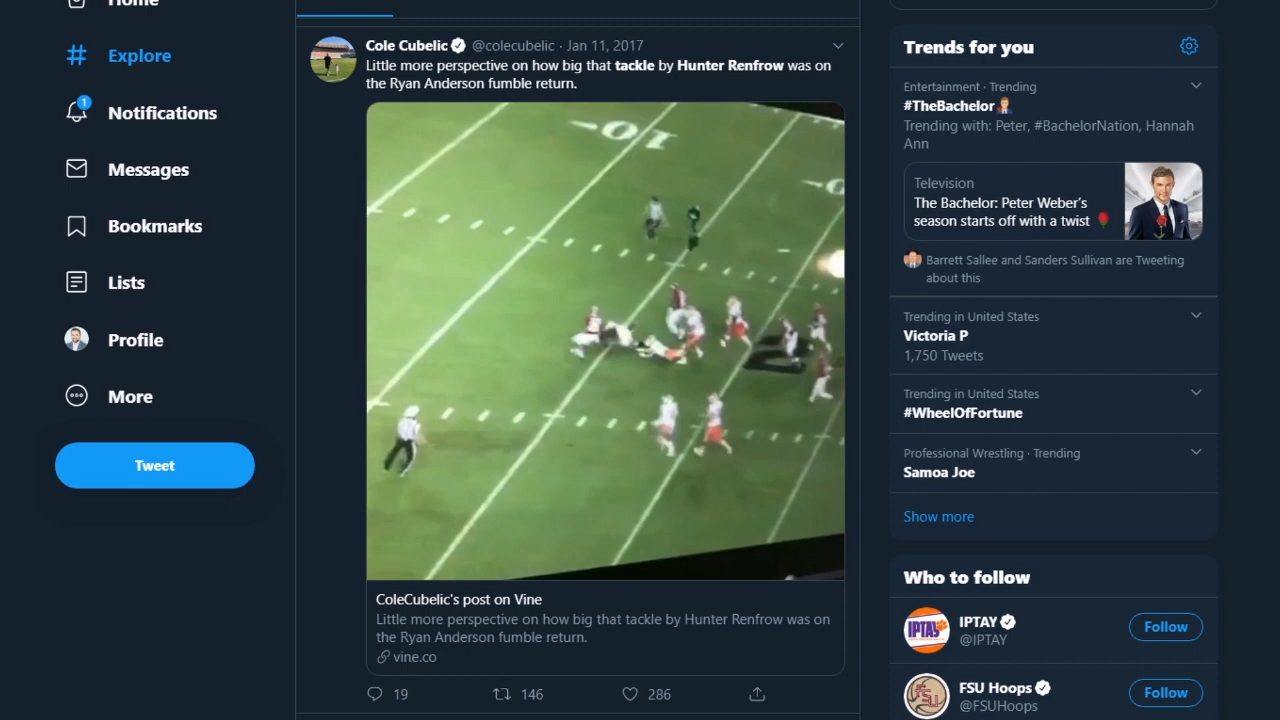 Home
Explore
1
Notifications
Messages
Bookmarks
Lists
Profile
More
Tweet
Cole Cubelic @colecubelic · Jan 11, 2017
Little more perspective on how big that tackle by Hunter Renfrow was on
the Ryan Anderson fumble return.
10
2
ColeCubelic's post on Vine
Little more perspective on how big that tackle by Hunter Renfrow was on
the Ryan Anderson fumble return.
vine.co
19
146
286
Trends for you
Entertainment · Trending
#TheBachelor
Trending with: Peter, #BachelorNation, Hannah
Ann
Television
The Bachelor: Peter Weber's
season starts off with a twist
Barrett Sallee and Sanders Sullivan are Tweeting
about this
Trending in United States
Victoria P
1,750 Tweets
Trending in United States
#WheelOfFortune
Professional Wrestling · Trending
Samoa Joe
Show more
Who to follow
IPTAY
IPTAY
@IPTAY
Follow
FSU Hoops
@FSUHoops
Follow